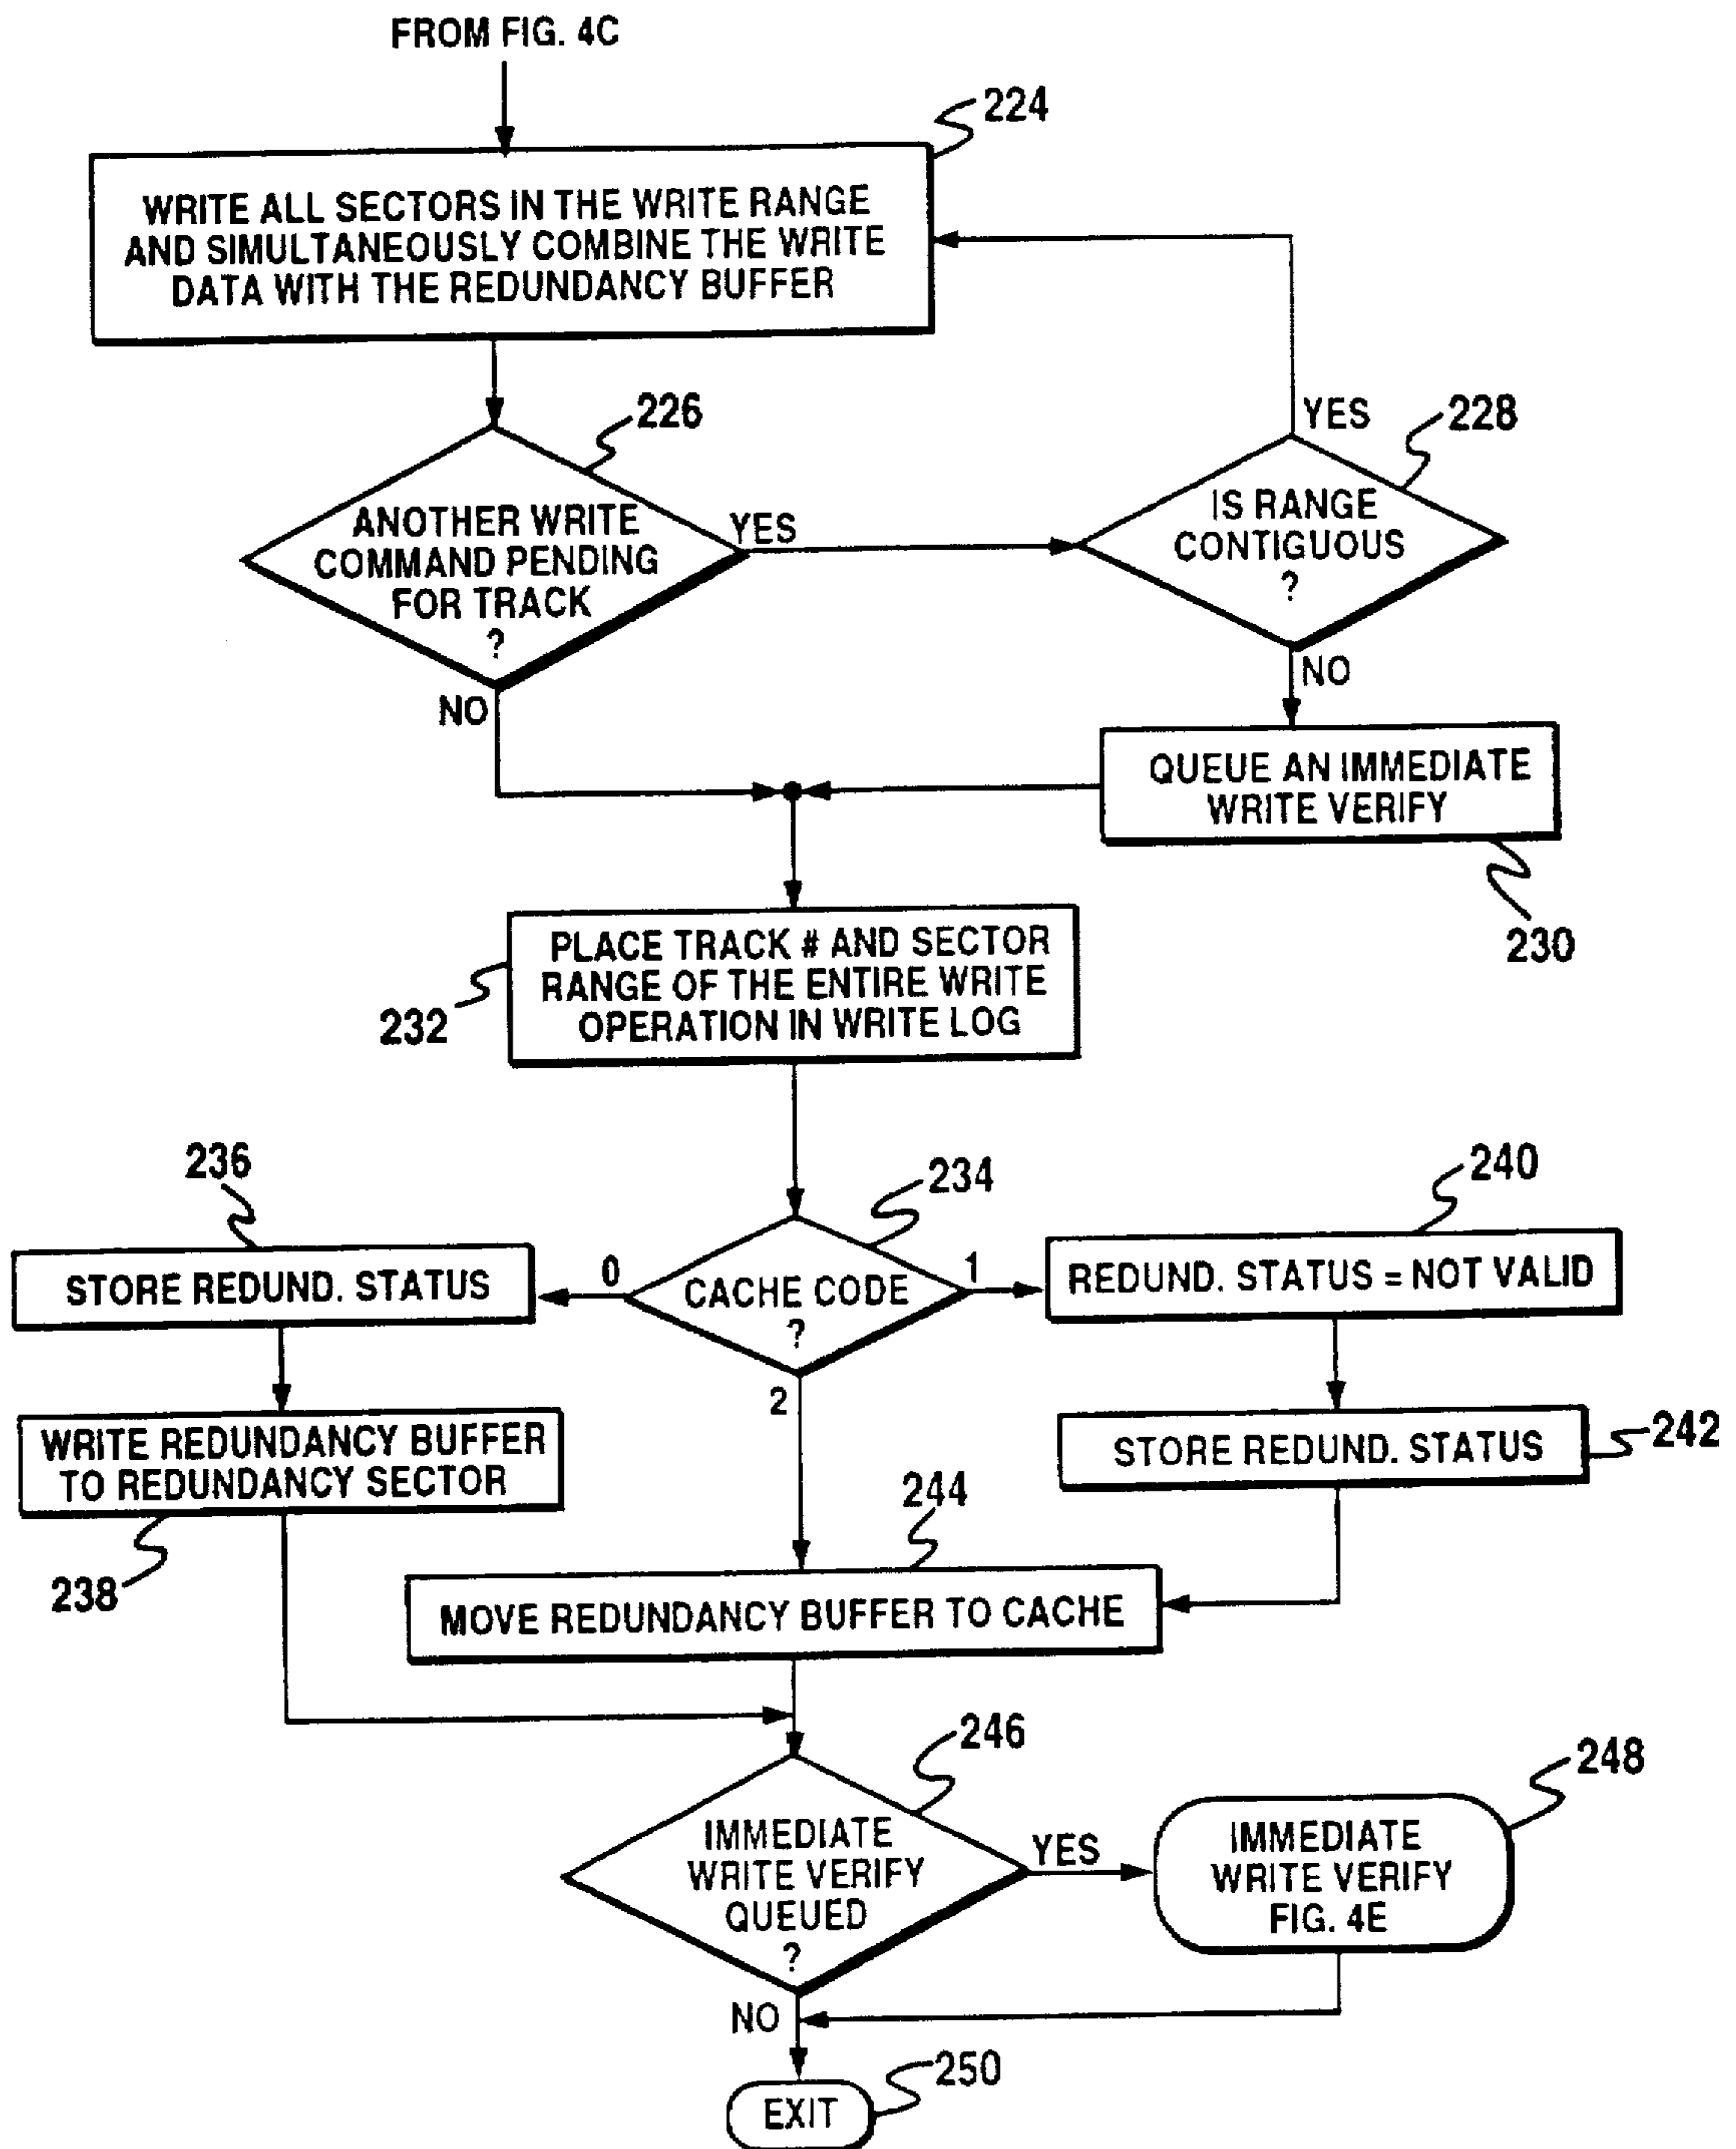 FROM FIG. 4C
224
WRITE ALL SECTORS IN THE WRITE RANGE
AND SIMULTANEOUSLY COMBINE THE WRITE
DATA WITH THE REDUNDANCY BUFFER
226
ANOTHER WRITE
COMMAND PENDING
FOR TRACK
?
YES
NO
228
YES
IS RANGE
CONTIGUOUS
?
NO
QUEUE AN IMMEDIATE
WRITE VERIFY
230
PLACE TRACK # AND SECTOR
RANGE OF THE ENTIRE WRITE
OPERATION IN WRITE LOG
232
234
CACHE CODE
?
0
1
2
236
STORE REDUND. STATUS
WRITE REDUNDANCY BUFFER
TO REDUNDANCY SECTOR
238
240
REDUND. STATUS = NOT VALID
STORE REDUND. STATUS
242
244
MOVE REDUNDANCY BUFFER TO CACHE
246
IMMEDIATE
WRITE VERIFY
QUEUED
?
YES
NO
248
IMMEDIATE
WRITE VERIFY
FIG. 4E
250
EXIT